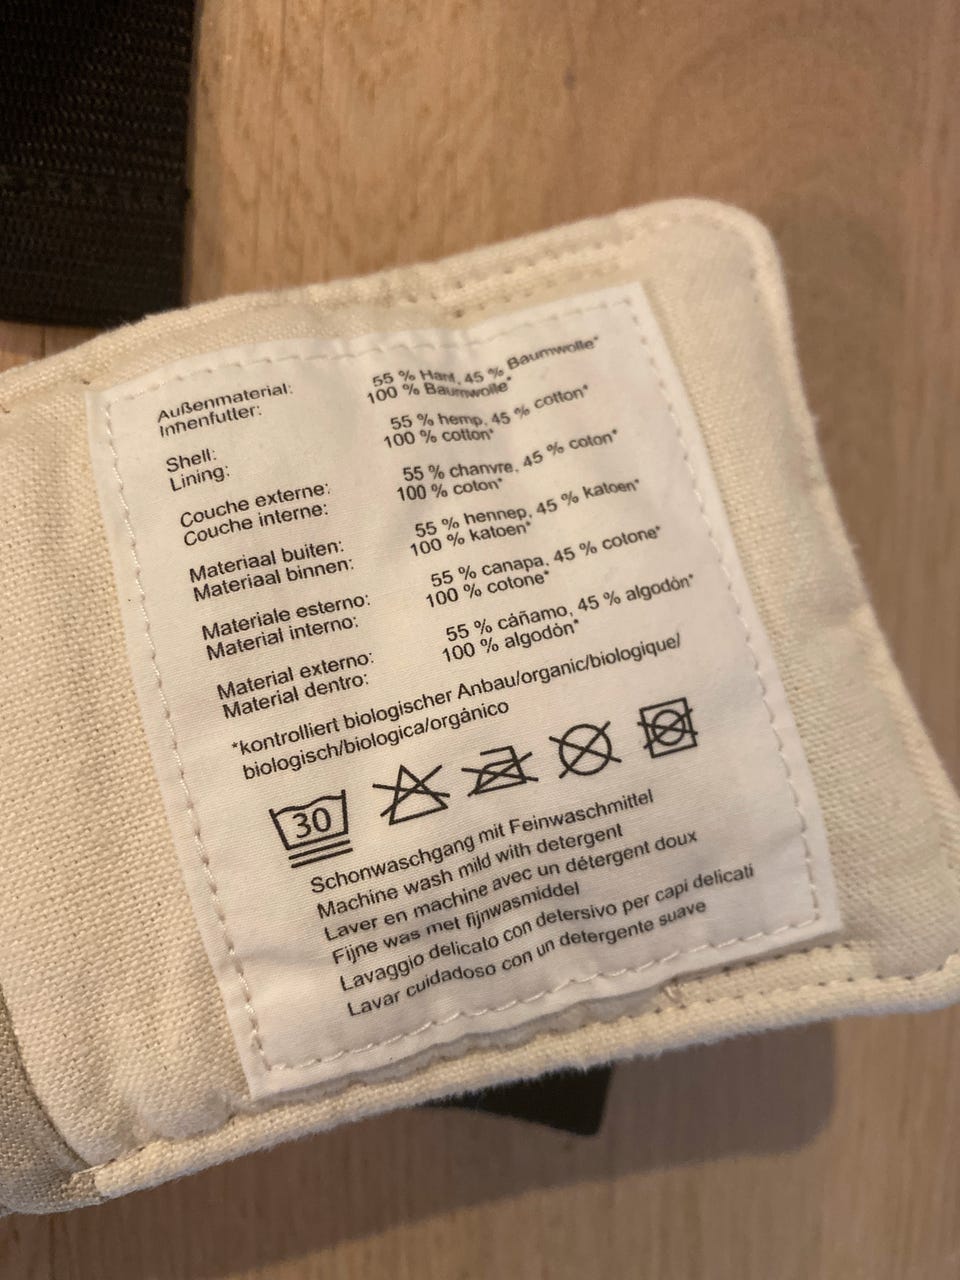 Außenmaterial: 55 % Hanf, 45 % Baumwolle*
Innenfutter: 100 % Baumwolle*
Shell: 55 % hemp, 45 % cotton*
Lining: 100 % cotton*
Couche externe: 55 % chanvre, 45 % coton*
Couche interne: 100 % coton*
Materiaal buiten: 55 % hennep, 45 % katoen*
Materiaal binnen: 100 % katoen*
Materiale esterno: 55 % canapa, 45 % cotone*
Material interno: 100 % cotone*
Material externo: 55 % cáñamo, 45 % algodón*
Material dentro: 100 % algodón*
*kontrolliert biologischer Anbau/organic/biologique/
biologisch/biologica/orgánico
30
Schonwaschgang mit Feinwaschmittel
Machine wash mild with detergent
Laver en machine avec un détergent doux
Fijne was met fijnwasmiddel
Lavaggio delicato con detersivo per capi delicati
Lavar cuidadoso con un detergente suave